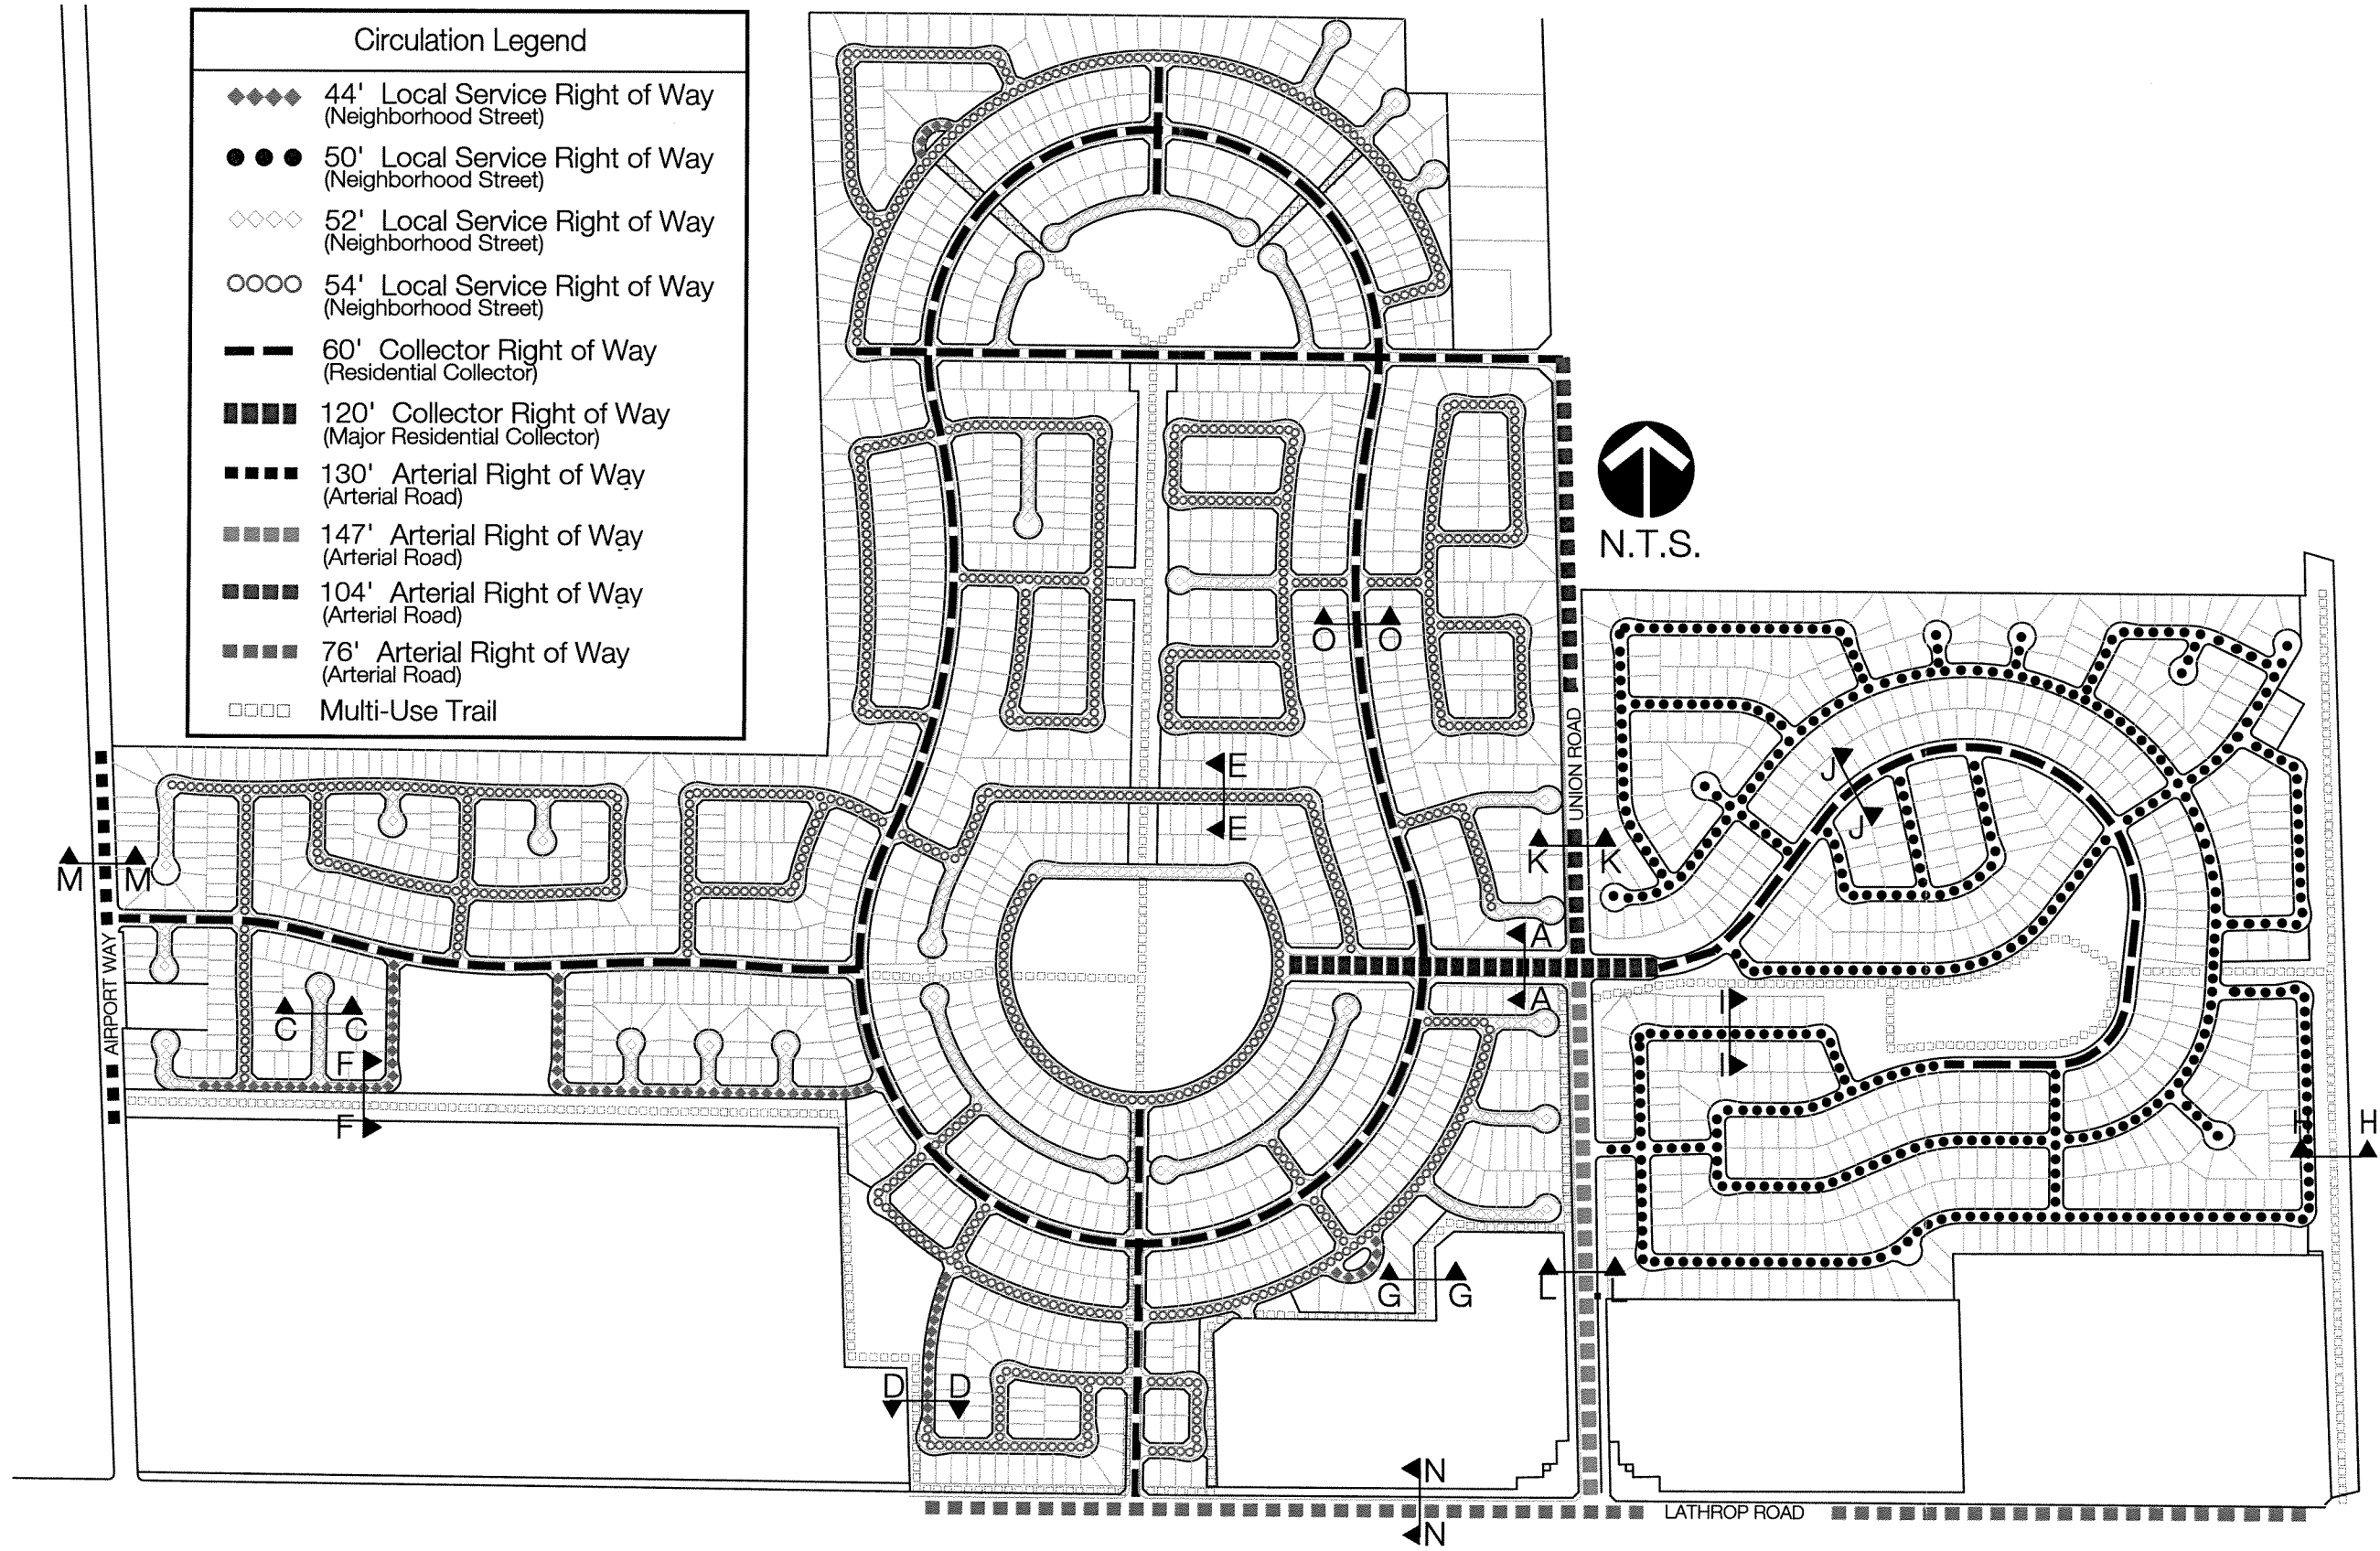 Circulation Legend
44' Local Service Right of Way
(Neighborhood Street)
50' Local Service Right of Way
(Neighborhood Street)
52' Local Service Right of Way
(Neighborhood Street)
54' Local Service Right of Way
(Neighborhood Street)
60' Collector Right of Way
(Residential Collector)
120' Collector Right of Way
(Major Residential Collector)
130' Arterial Right of Way
(Arterial Road)
147' Arterial Right of Way
(Arterial Road)
104' Arterial Right of Way
(Arterial Road)
76' Arterial Right of Way
(Arterial Road)
Multi-Use Trail
N.T.S.
O O
UNION ROAD
E
E
J
J
K K
M M
A
A
AIRPORT WAY
I
I
C C
F
F
H H
G G
L L
D D
N
N
LATHROP ROAD